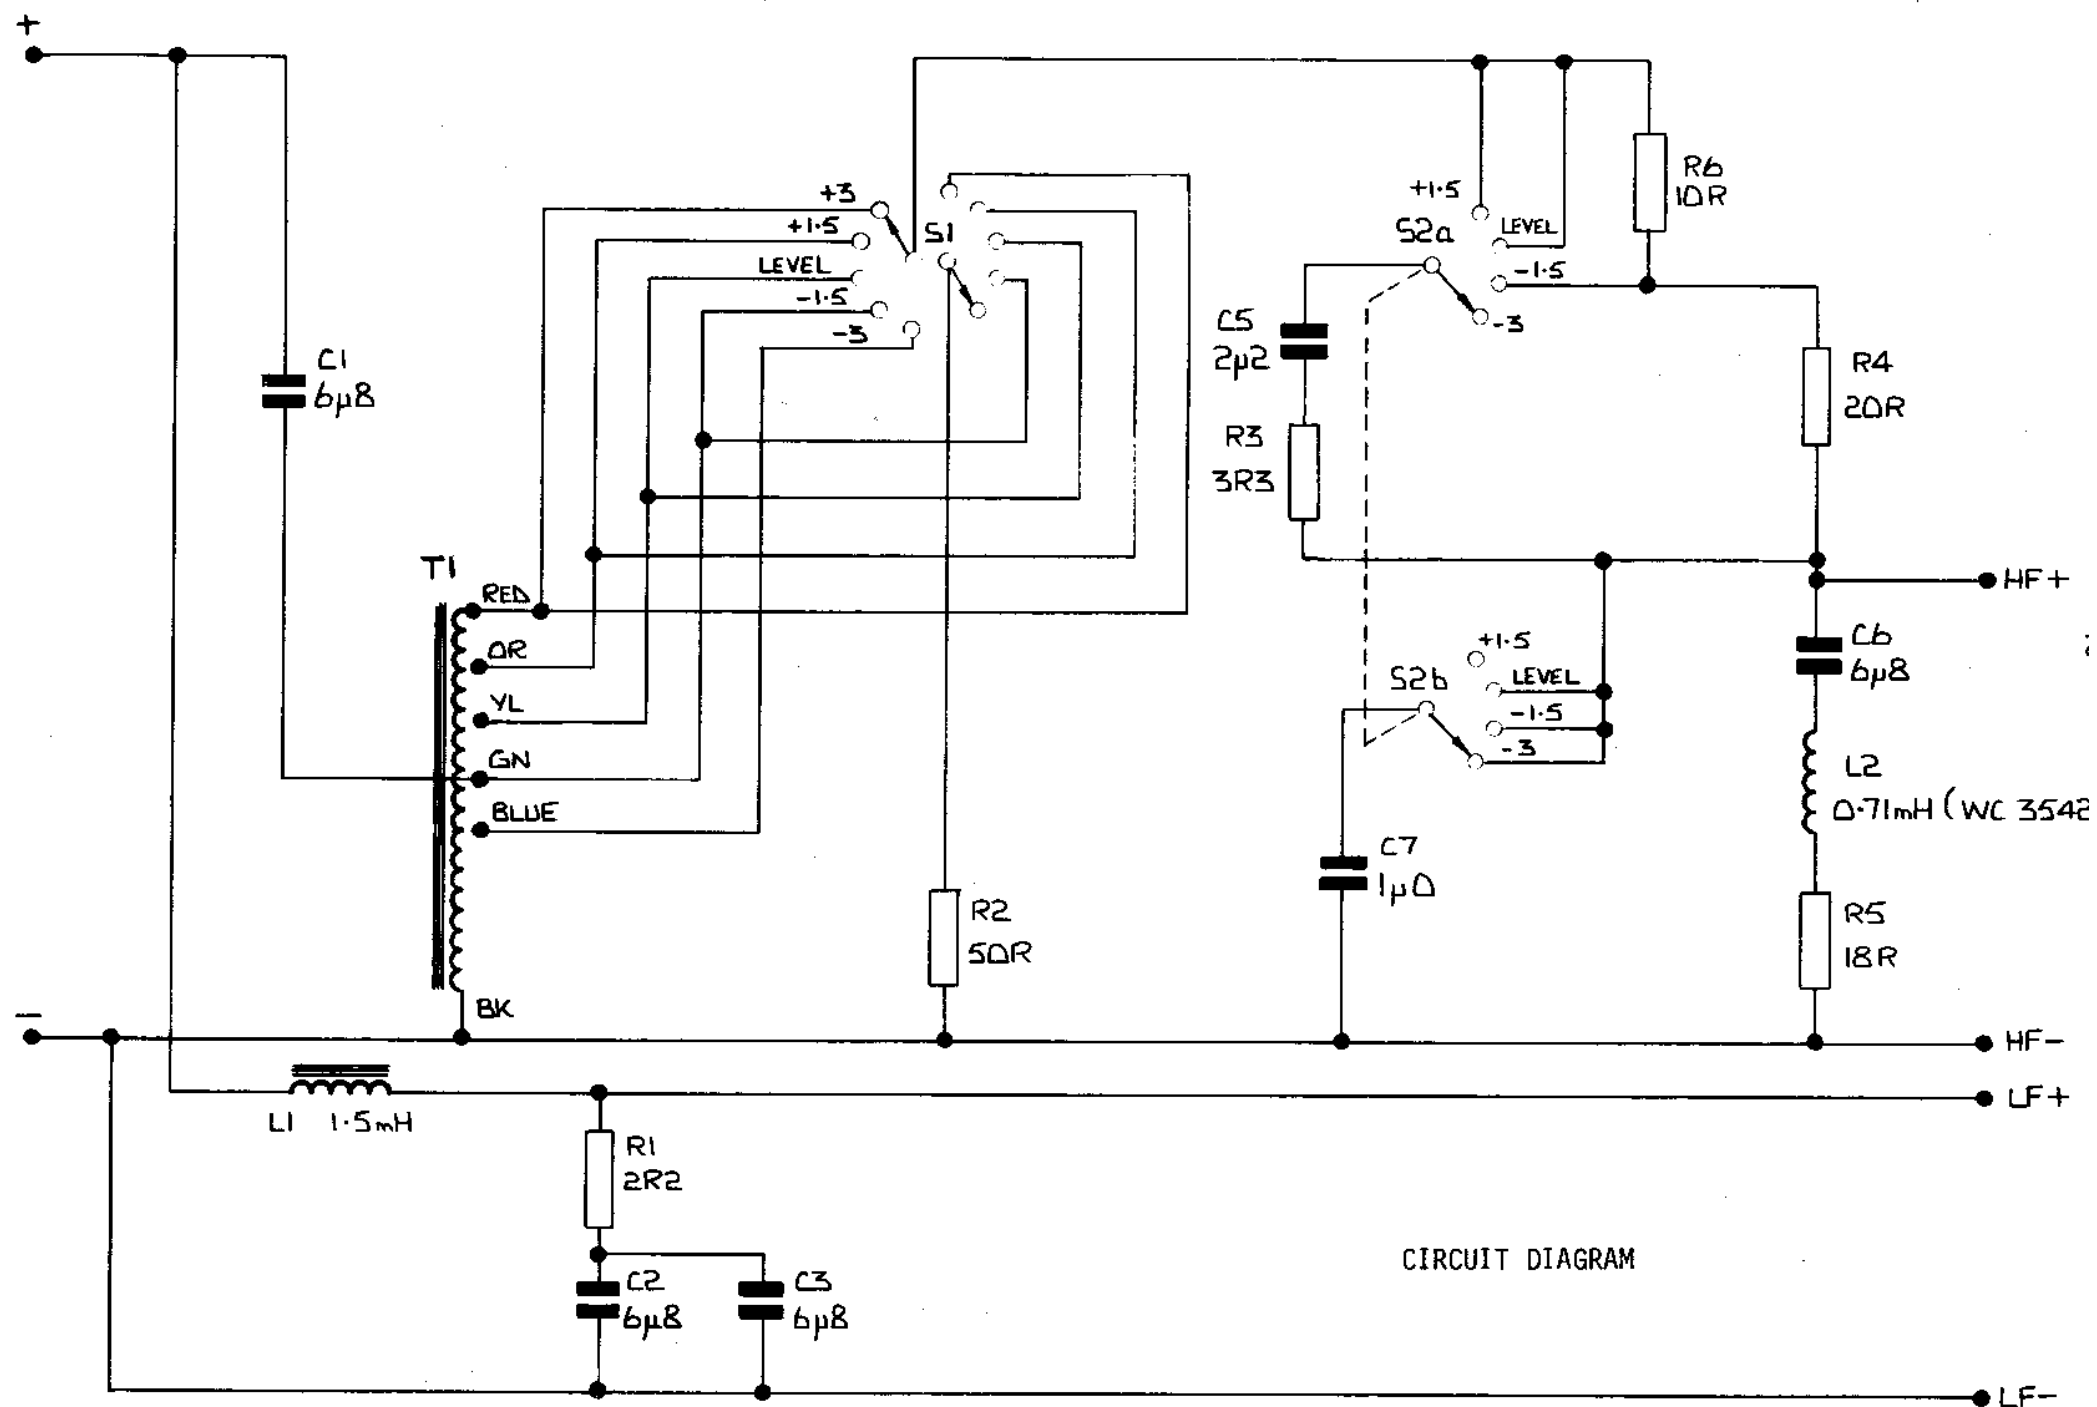 +
+3
+1.5
LEVEL
-1.5
-3
S1
+1.5
S2a
LEVEL
-1.5
-3
R6
10R
C1
6µ8
C5
2µ2
R3
3R3
R4
20R
T1
RED
OR
YL
GN
BLUE
BK
HF+
+1.5
S2b
LEVEL
-1.5
-3
C6
6µ8
L2
0.71mH (WC 3542
C7
1µ0
R2
50R
R5
18R
-
HF-
LF+
L1 1.5mH
R1
2R2
C2
6µ8
C3
6µ8
CIRCUIT DIAGRAM
LF-